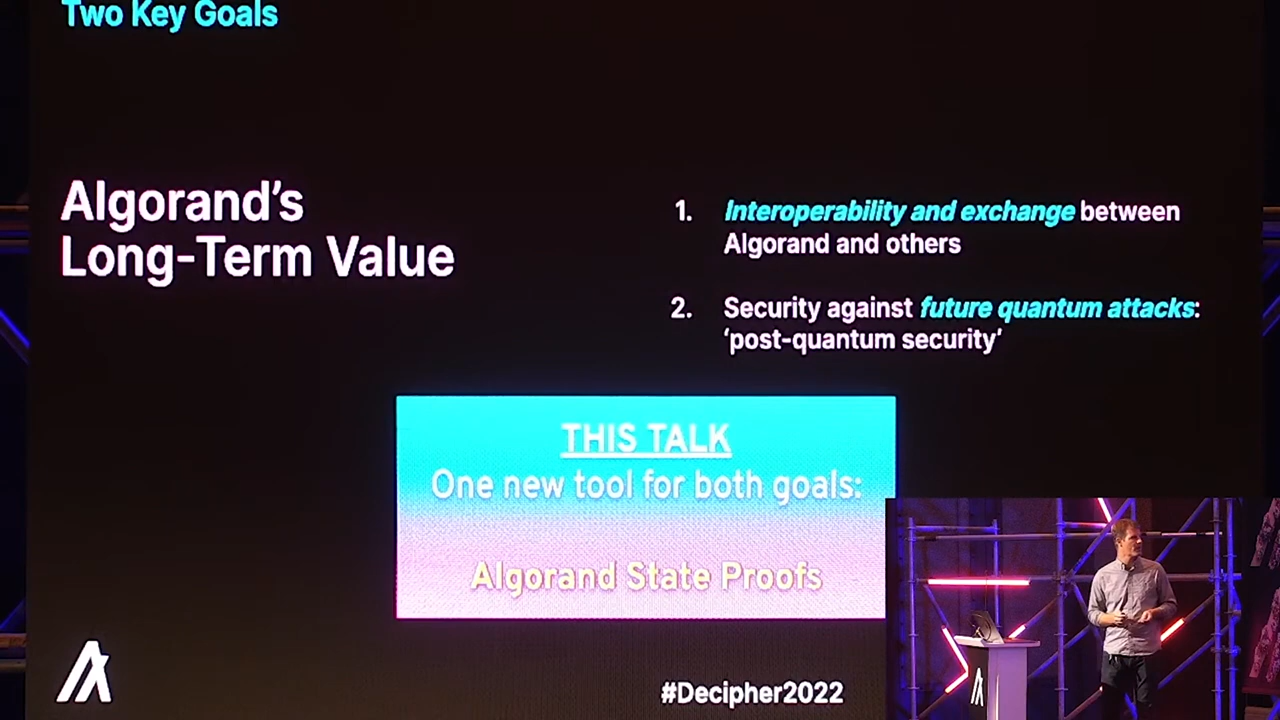 Two Key Goals
Algorand's
Long-Term Value
1. Interoperability and exchange between
Algorand and others
2. Security against future quantum attacks:
'post-quantum security'
THIS TALK
One new tool for both goals:
Algorand State Proofs
#Decipher2022